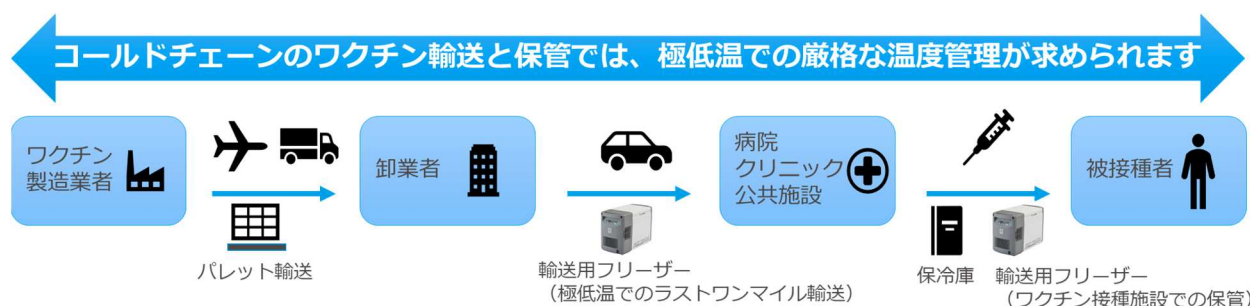 コールドチェーンのワクチン輸送と保管では、極低温での厳格な温度管理が求められます
ワクチン
製造業者
卸業者
病院
クリニック
公共施設
被接種者
パレット輸送
輸送用フリーザー
（極低温でのラストワンマイル輸送）
保冷庫
輸送用フリーザー
（ワクチン接種施設での保管）